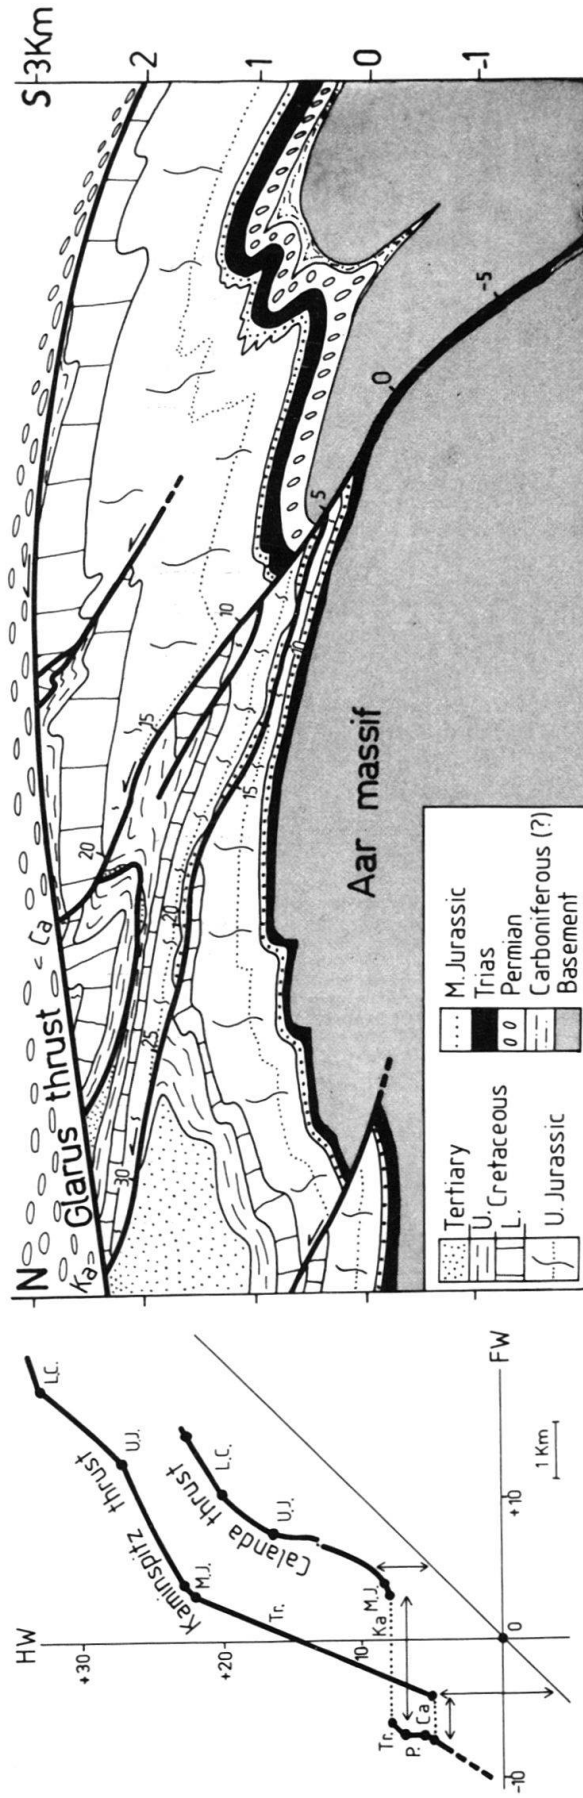 HW
+30
+20
10
0
-10
+10
FW
1 Km
Kaminspitz
thrust
Calanda thrust
L.C.
U.J.
M.J.
Tr.
L.C.
U.J.
M.J.
Ka
Tr.
P.
Ca
N
S
3Km
2
1
0
-1
Glarus thrust
Ka
Ca
30
25
20
20
15
15
10
10
5
0
-5
Aar massif
Tertiary
U. Cretaceous
L.
U. Jurassic
M. Jurassic
Trias
Permian
Carboniferous (?)
Basement